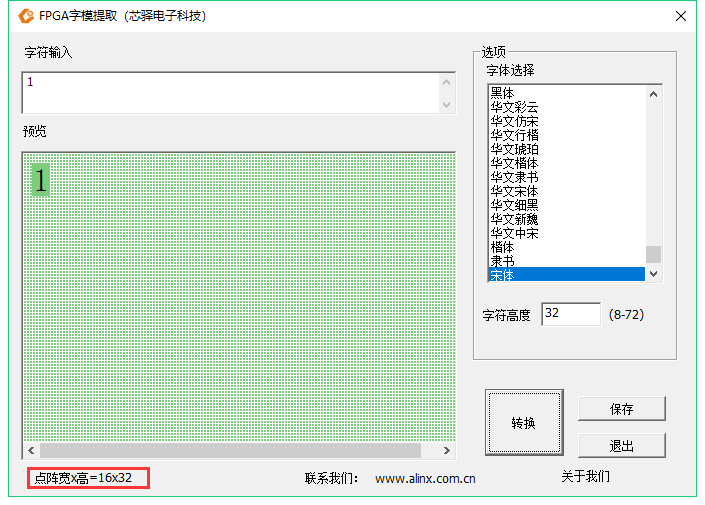 FPGA字模提取（芯驿电子科技）
字符输入
1
预览
1
选项
字体选择
黑体
华文彩云
华文仿宋
华文行楷
华文琥珀
华文楷体
华文隶书
华文宋体
华文细黑
华文新魏
华文中宋
楷体
隶书
宋体
字符高度 32 (8-72)
转换
保存
退出
点阵宽x高=16x32
联系我们： www.alinx.com.cn
关于我们